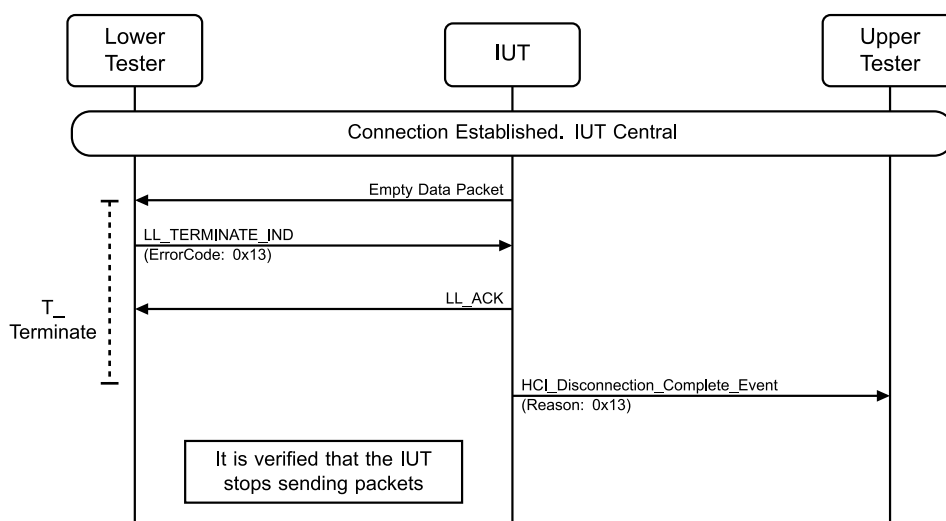 Lower
Tester
IUT
Upper
Tester
Connection Established. IUT Central
Empty Data Packet
LL_TERMINATE_IND
(ErrorCode: 0x13)
LL_ACK
T_
Terminate
HCI_Disconnection_Complete_Event
(Reason: 0x13)
It is verified that the IUT
stops sending packets